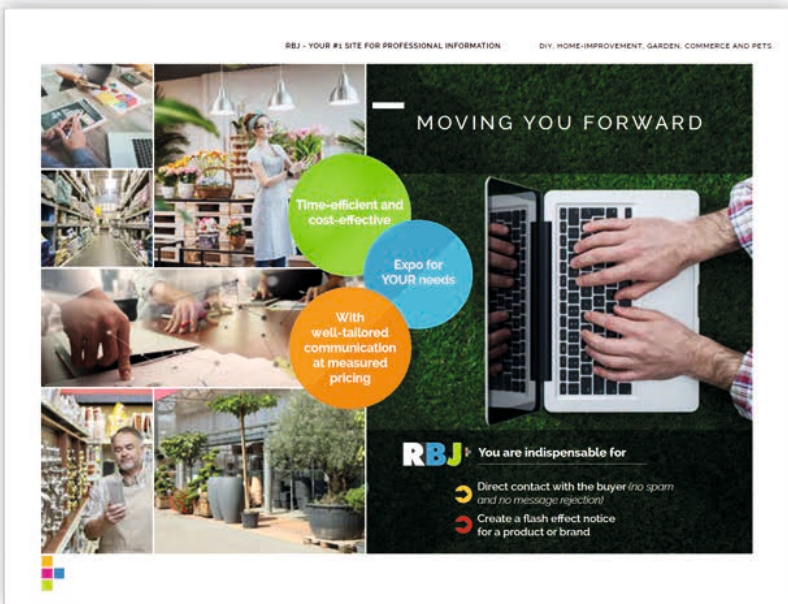 RBJ - YOUR #1 SITE FOR PROFESSIONAL INFORMATION
DIY, HOME-IMPROVEMENT, GARDEN, COMMERCE AND PETS
MOVING YOU FORWARD
Time-efficient and
cost-effective
Expo for
YOUR needs
With
well-tailored
communication
at measured
pricing
RBJ
You are indispensable for
Direct contact with the buyer (no spam
and no message rejection)
Create a flash effect notice
for a product or brand